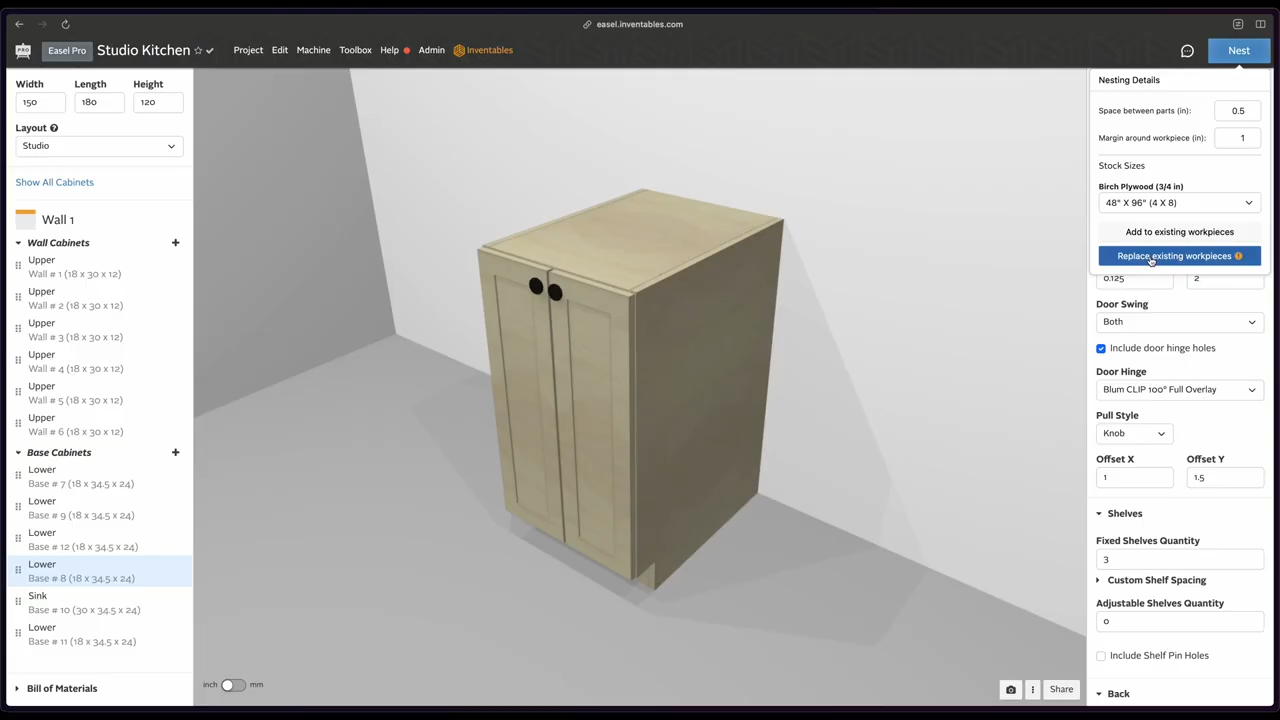 easel.inventables.com
PRO
Easel Pro
Studio Kitchen
Project
Edit
Machine
Toolbox
Help
Admin
Inventables
Nest
Width
Length
Height
150
180
120
Layout
Studio
Show All Cabinets
Wall 1
Wall Cabinets
Upper
Wall # 1 (18 x 30 x 12)
Upper
Wall # 2 (18 x 30 x 12)
Upper
Wall # 3 (18 x 30 x 12)
Upper
Wall # 4 (18 x 30 x 12)
Upper
Wall # 5 (18 x 30 x 12)
Upper
Wall # 6 (18 x 30 x 12)
Base Cabinets
Lower
Base # 7 (18 x 34.5 x 24)
Lower
Base # 9 (18 x 34.5 x 24)
Lower
Base # 12 (18 x 34.5 x 24)
Lower
Base # 8 (18 x 34.5 x 24)
Sink
Base # 10 (30 x 34.5 x 24)
Lower
Base # 11 (18 x 34.5 x 24)
Bill of Materials
inch
mm
Share
Nesting Details
Space between parts (in):
0.5
Margin around workpiece (in):
1
Stock Sizes
Birch Plywood (3/4 in)
48" X 96" (4 X 8)
Add to existing workpieces
Replace existing workpieces
0.125
2
Door Swing
Both
Include door hinge holes
Door Hinge
Blum CLIP 100° Full Overlay
Pull Style
Knob
Offset X
Offset Y
1
1.5
Shelves
Fixed Shelves Quantity
3
Custom Shelf Spacing
Adjustable Shelves Quantity
0
Include Shelf Pin Holes
Back